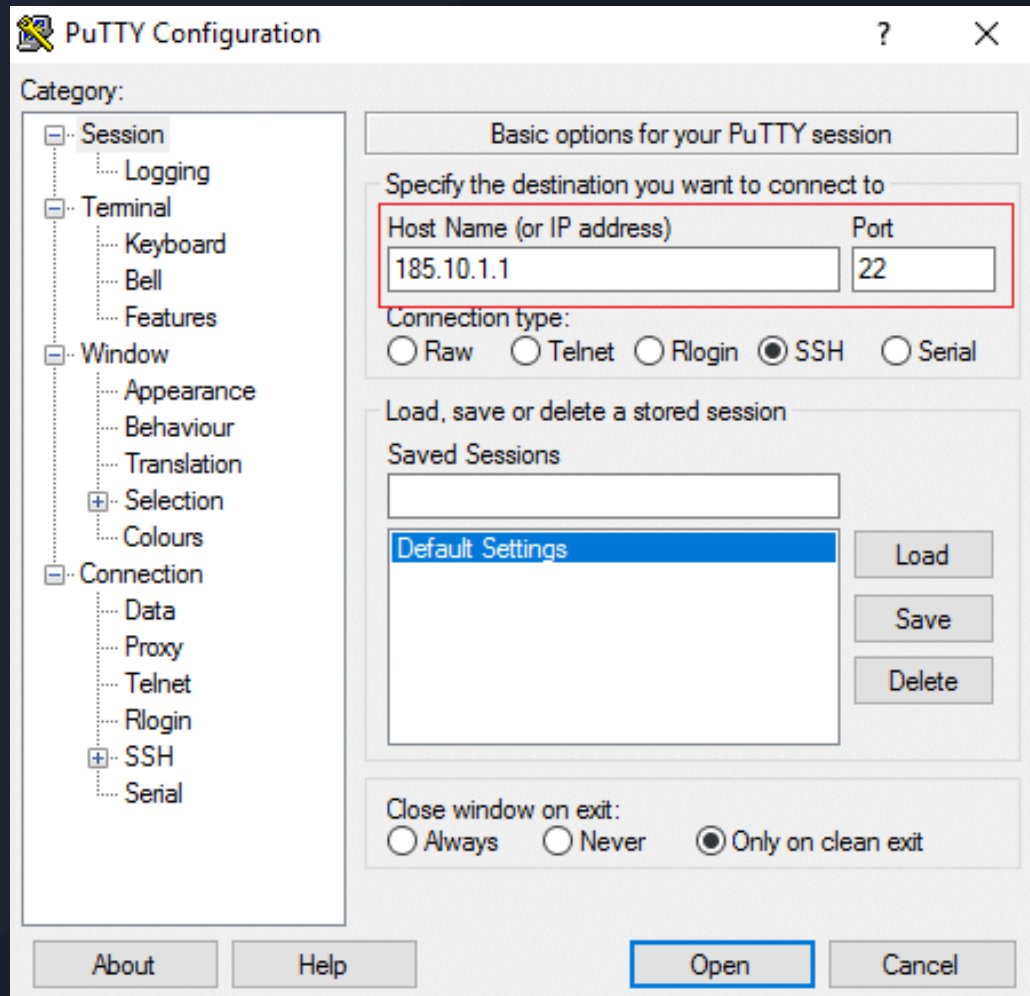 PuTTY Configuration
?
Category:
Session
Logging
Terminal
Keyboard
Bell
Features
Window
Appearance
Behaviour
Translation
Selection
Colours
Connection
Data
Proxy
Telnet
Rlogin
SSH
Serial
Basic options for your PuTTY session
Specify the destination you want to connect to
Host Name (or IP address) Port
185.10.1.1 22
Connection type:
Raw Telnet Rlogin SSH Serial
Load, save or delete a stored session
Saved Sessions
Default Settings
Load
Save
Delete
Close window on exit:
Always Never Only on clean exit
About Help Open Cancel